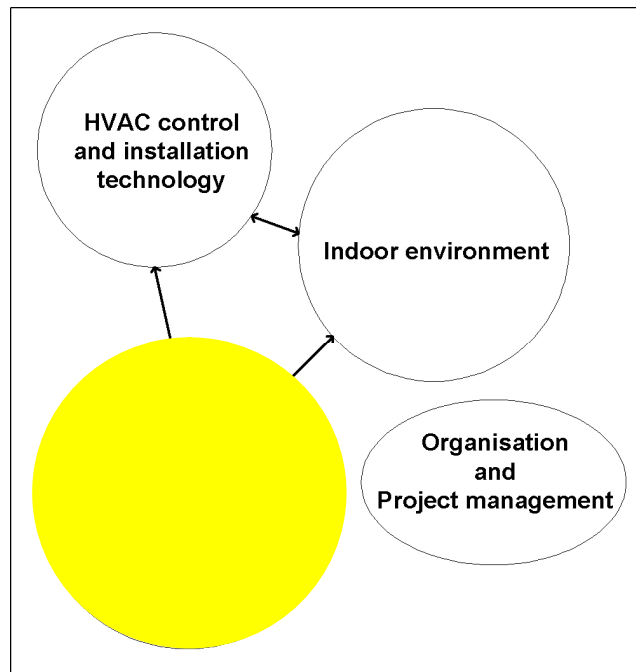 HVAC control
and installation
technology
Indoor environment
Organisation
and
Project management